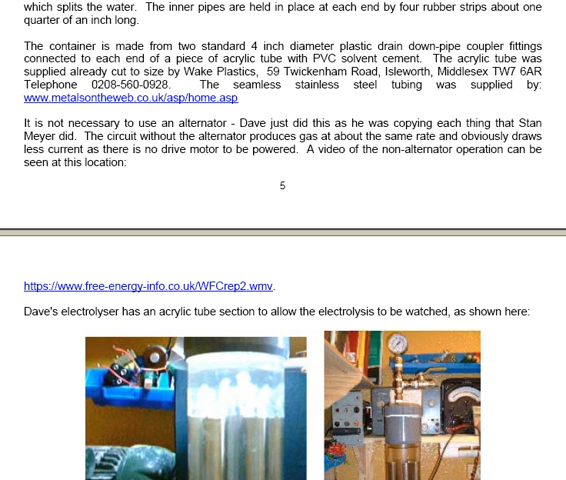 which splits the water. The inner pipes are held in place at each end by four rubber strips about one
quarter of an inch long.
The container is made from two standard 4 inch diameter plastic drain down-pipe coupler fittings
connected to each end of a piece of acrylic tube with PVC solvent cement. The acrylic tube was
supplied already cut to size by Wake Plastics, 59 Twickenham Road, Isleworth, Middlesex TW7 6AR
Telephone 0208-560-0928. The seamless stainless steel tubing was supplied by:
www.metalsontheweb.co.uk/asp/home.asp
It is not necessary to use an alternator - Dave just did this as he was copying each thing that Stan
Meyer did. The circuit without the alternator produces gas at about the same rate and obviously draws
less current as there is no drive motor to be powered. A video of the non-alternator operation can be
seen at this location:
5
https://www.free-energy-info.co.uk/WFCrep2.wmv.
Dave's electrolyser has an acrylic tube section to allow the electrolysis to be watched, as shown here: